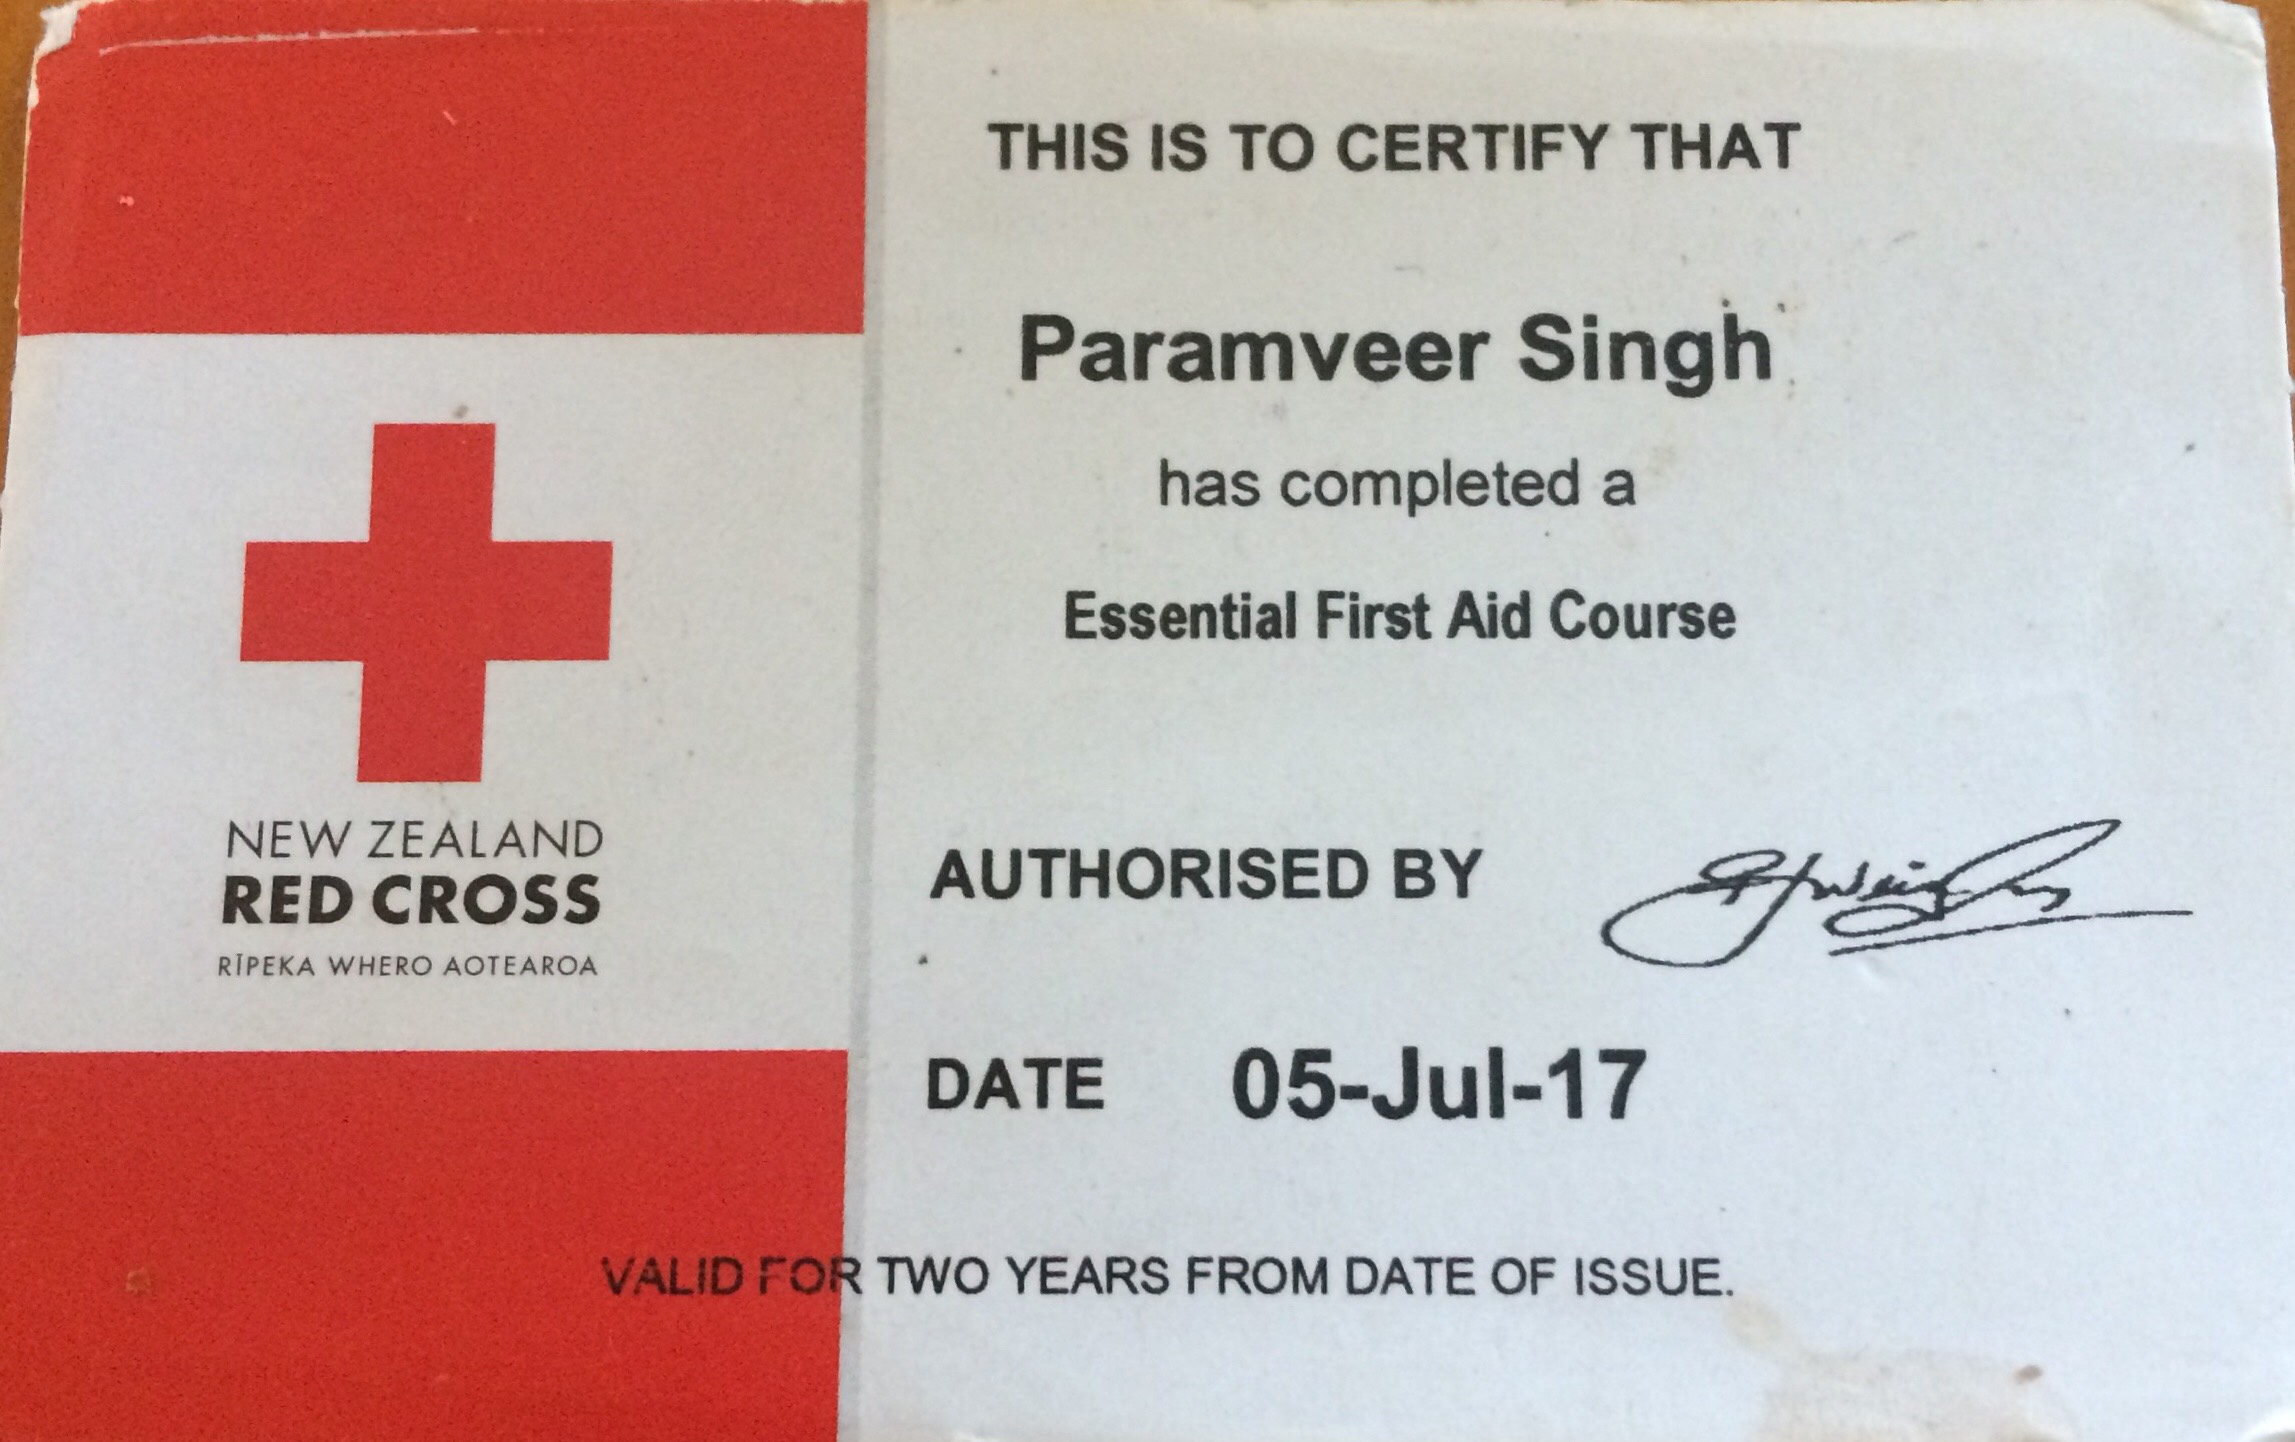 NEW ZEALAND
RED CROSS
RĪPEKA WHERO AOTEAROA
THIS IS TO CERTIFY THAT
Paramveer Singh
has completed a
Essential First Aid Course
AUTHORISED BY
DATE 05-Jul-17
VALID FOR TWO YEARS FROM DATE OF ISSUE.